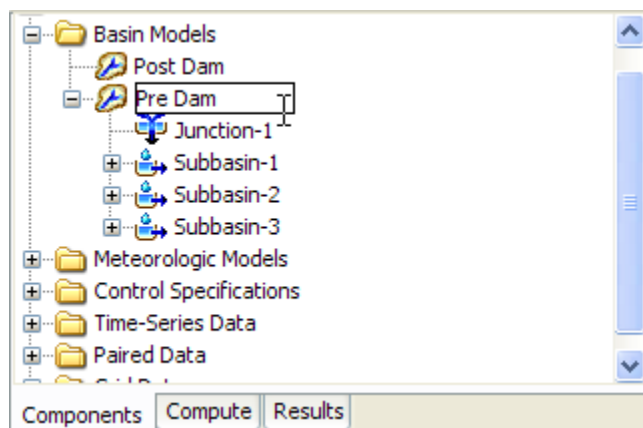 Basin Models
Post Dam
Pre Dam
Junction-1
Subbasin-1
Subbasin-2
Subbasin-3
Meteorologic Models
Control Specifications
Time-Series Data
Paired Data
Components Compute Results